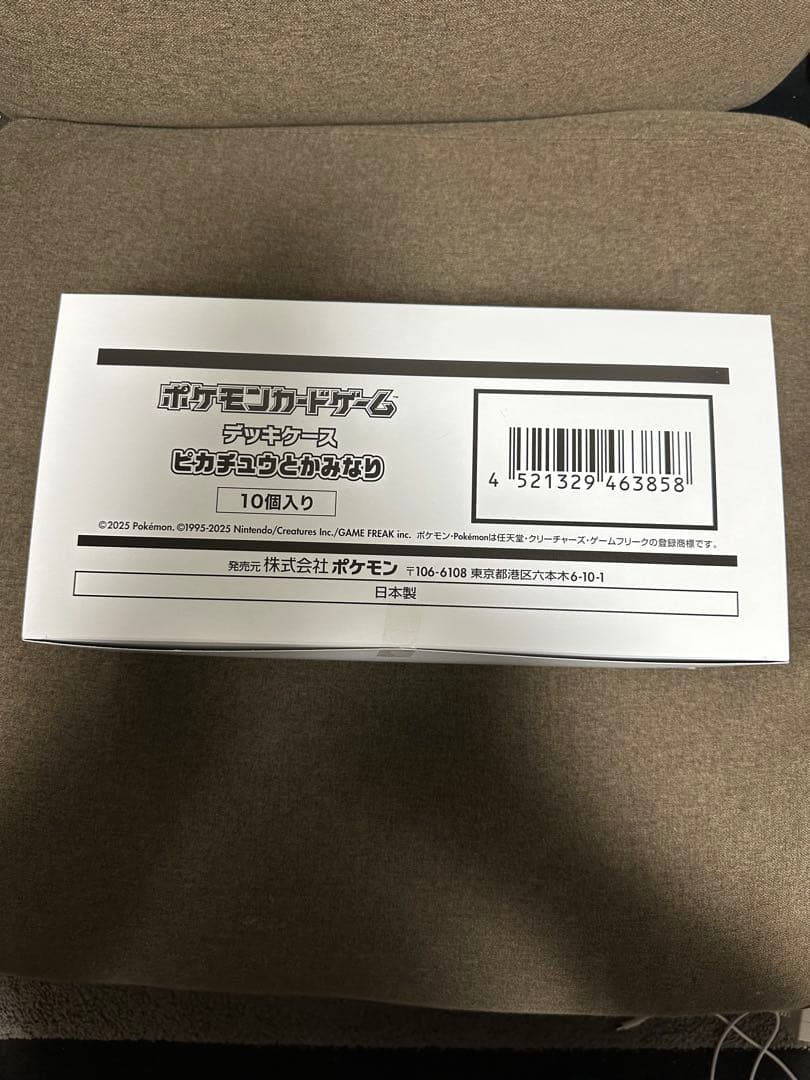 ポケモンカードゲーム™
デッキケース
ピカチュウとかみなり
10個入り
4 521329 463858
©2025 Pokémon. ©1995-2025 Nintendo/Creatures Inc./GAME FREAK inc. ポケモン・Pokémonは任天堂・クリーチャーズ・ゲームフリークの登録商標です。
発売元 株式会社 ポケモン 〒106-6108 東京都港区六本木6-10-1
日本製